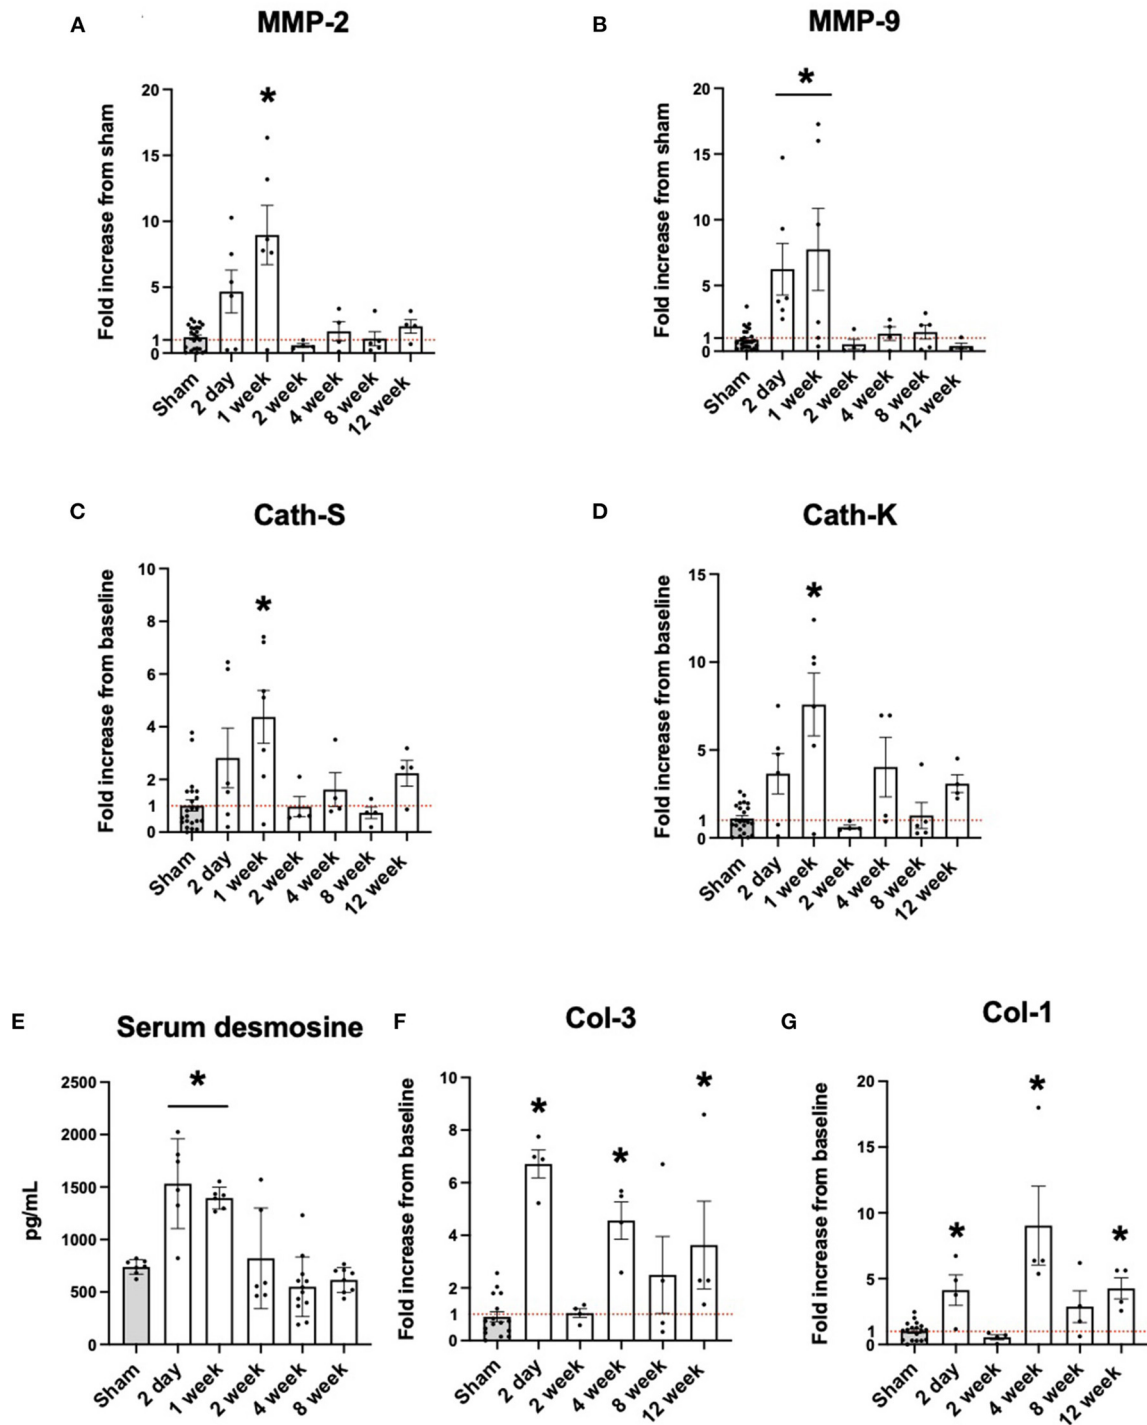 A
MMP-2
Fold increase from sham
20
15
10
5
1
0
*
Sham
2 day
1 week
2 week
4 week
8 week
12 week
B
MMP-9
Fold increase from sham
20
15
10
5
1
0
*
Sham
2 day
1 week
2 week
4 week
8 week
12 week
C
Cath-S
Fold increase from baseline
10
8
6
4
2
1
0
*
Sham
2 day
1 week
2 week
4 week
8 week
12 week
D
Cath-K
Fold increase from baseline
15
10
5
1
0
*
Sham
2 day
1 week
2 week
4 week
8 week
12 week
E
Serum desmosine
pg/mL
2500
2000
1500
1000
500
0
*
Sham
2 day
1 week
2 week
4 week
8 week
F
Col-3
Fold increase from baseline
10
8
6
4
2
1
0
*
*
*
Sham
2 day
2 week
4 week
8 week
12 week
G
Col-1
Fold increase from baseline
20
15
10
5
1
0
*
*
*
Sham
2 day
2 week
4 week
8 week
12 week